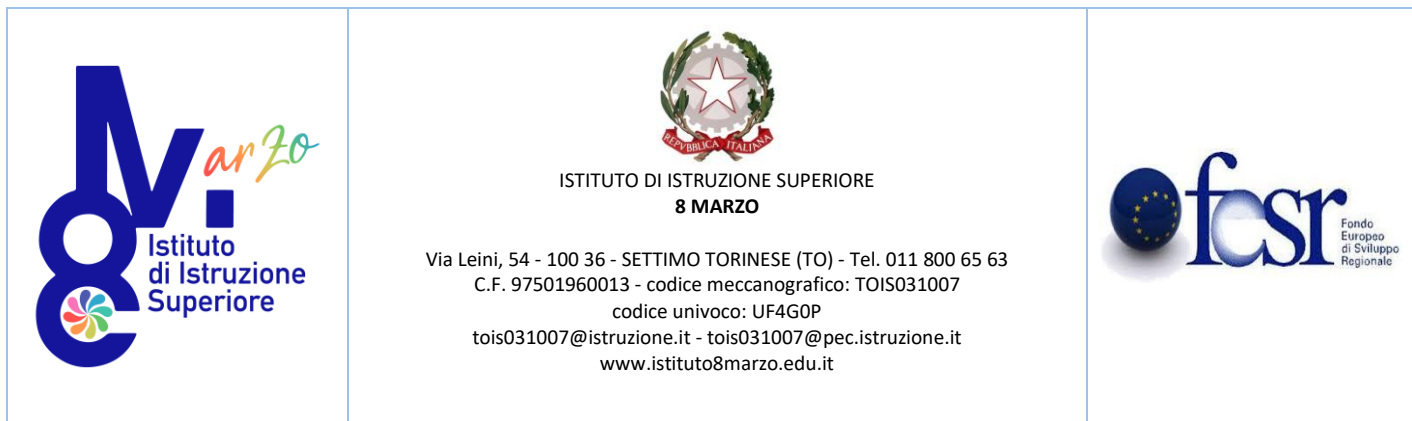 M. arzo
8
Istituto
di Istruzione
Superiore
REPVBBLICA ITALIANA
ISTITUTO DI ISTRUZIONE SUPERIORE
8 MARZO
Via Leini, 54 - 100 36 - SETTIMO TORINESE (TO) - Tel. 011 800 65 63
C.F. 97501960013 - codice meccanografico: TOIS031007
codice univoco: UF4G0P
tois031007@istruzione.it - tois031007@pec.istruzione.it
www.istituto8marzo.edu.it
fesr
Fondo
Europeo
di Sviluppo
Regionale